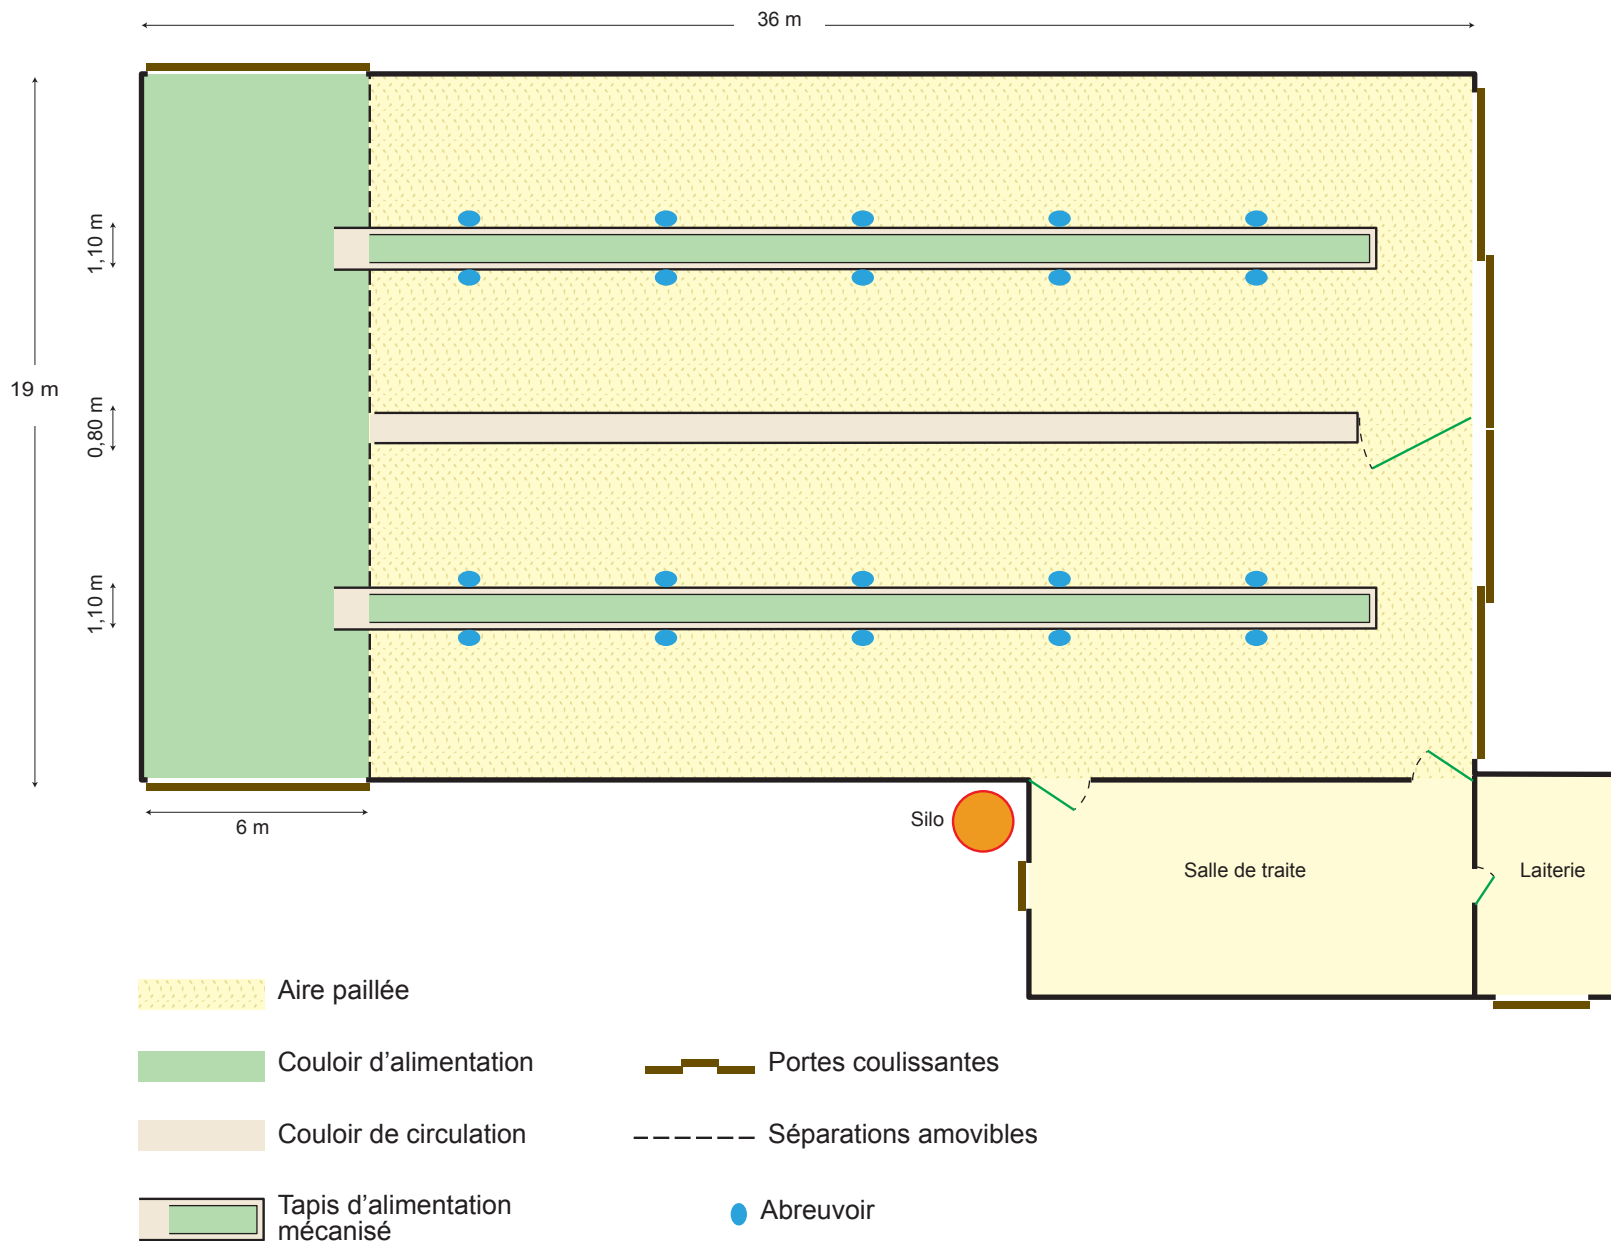 36 m
1,10 m
19 m
0,80 m
1,10 m
6 m
Silo
Salle de traite
Laiterie
Aire paillée
Couloir d’alimentation
Portes coulissantes
Couloir de circulation
Séparations amovibles
Tapis d’alimentation
mécanisé
Abreuvoir